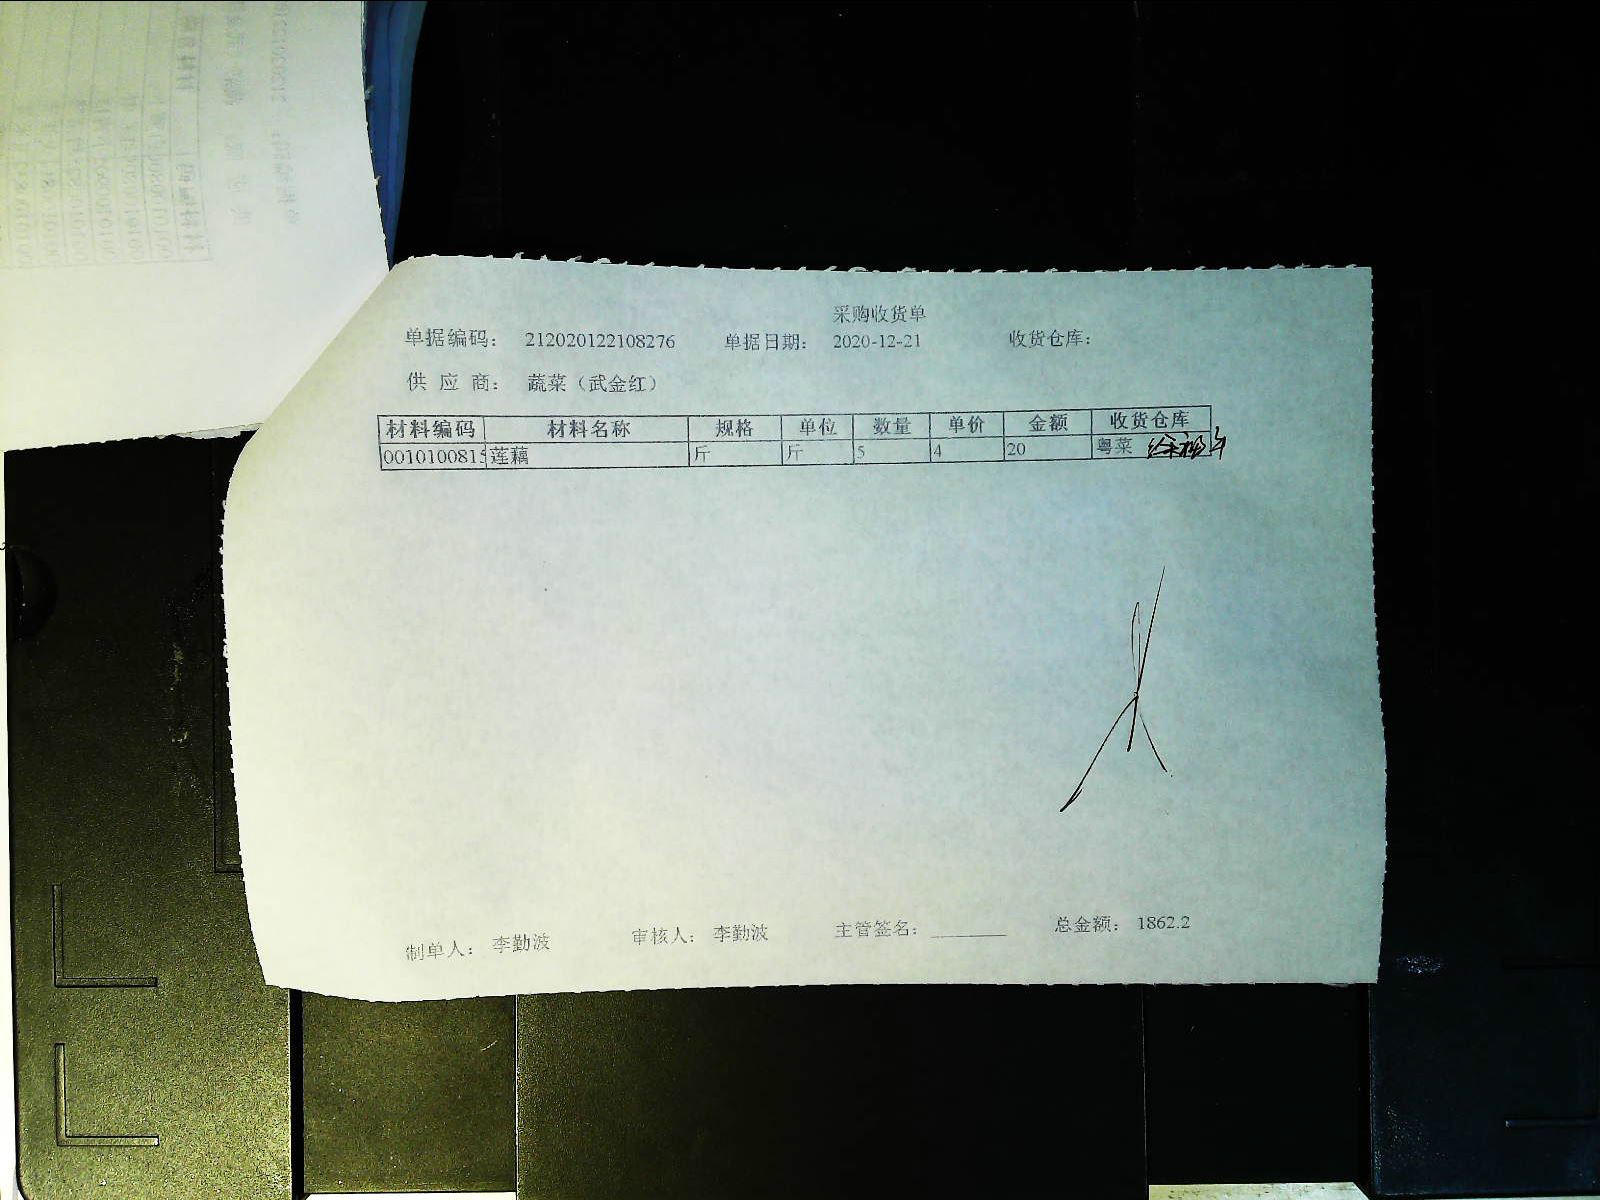 采购收货单
单据编码： 212020122108276 单据日期： 2020-12-21 收货仓库：
供 应 商： 蔬菜（武金红）
材料编码 材料名称 规格 单位 数量 单价 金额 收货仓库
0010100815 莲藕 斤 斤 5 4 20 粤菜
制单人： 李勤波 审核人： 李勤波 主管签名： 总金额： 1862.2